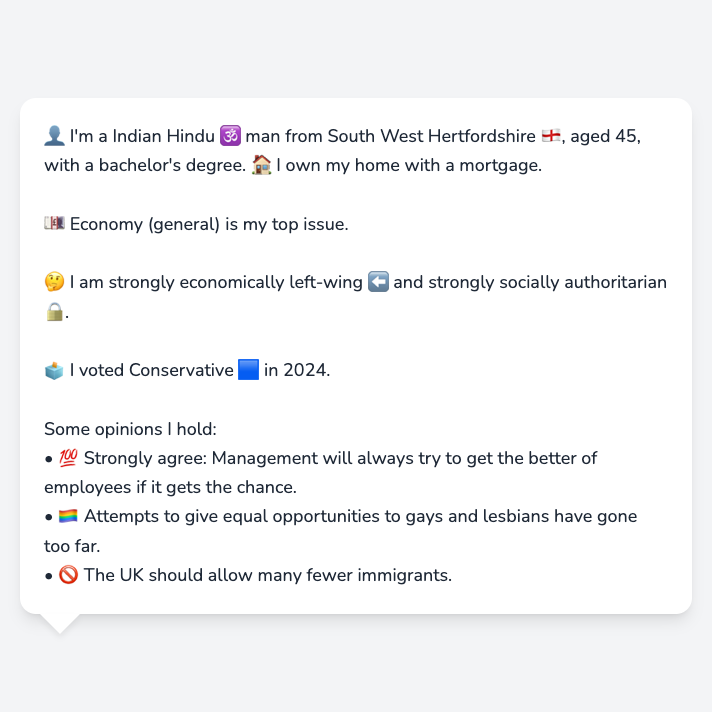 👤 I'm a Indian Hindu 🕉️ man from South West Hertfordshire 🏴󠁧󠁢󠁥󠁮󠁧󠁿, aged 45,
with a bachelor's degree. 🏠 I own my home with a mortgage.
💷 Economy (general) is my top issue.
🤔 I am strongly economically left-wing ⬅️ and strongly socially authoritarian
🔒.
🗳️ I voted Conservative 🟦 in 2024.
Some opinions I hold:
• 💯 Strongly agree: Management will always try to get the better of
employees if it gets the chance.
• 🏳️‍🌈 Attempts to give equal opportunities to gays and lesbians have gone
too far.
• 🚫 The UK should allow many fewer immigrants.